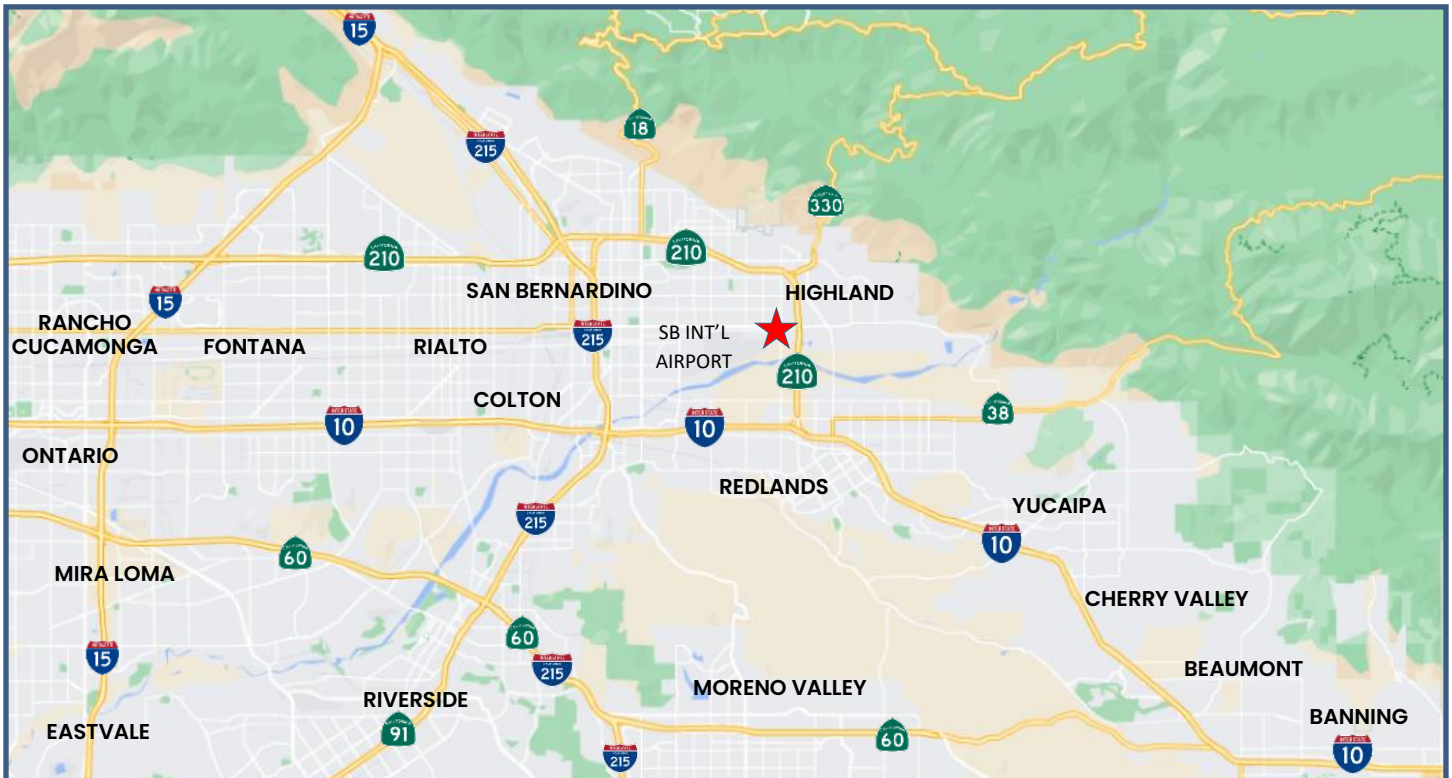 15
INTERSTATE
215
18
330
210
210
SAN BERNARDINO
HIGHLAND
15
RANCHO
CUCAMONGA
FONTANA
RIALTO
215
SB INT’L
AIRPORT
210
COLTON
38
10
10
ONTARIO
REDLANDS
YUCAIPA
215
INTERSTATE
10
60
MIRA LOMA
CHERRY VALLEY
60
15
215
BEAUMONT
MORENO VALLEY
RIVERSIDE
91
EASTVALE
60
BANNING
215
10